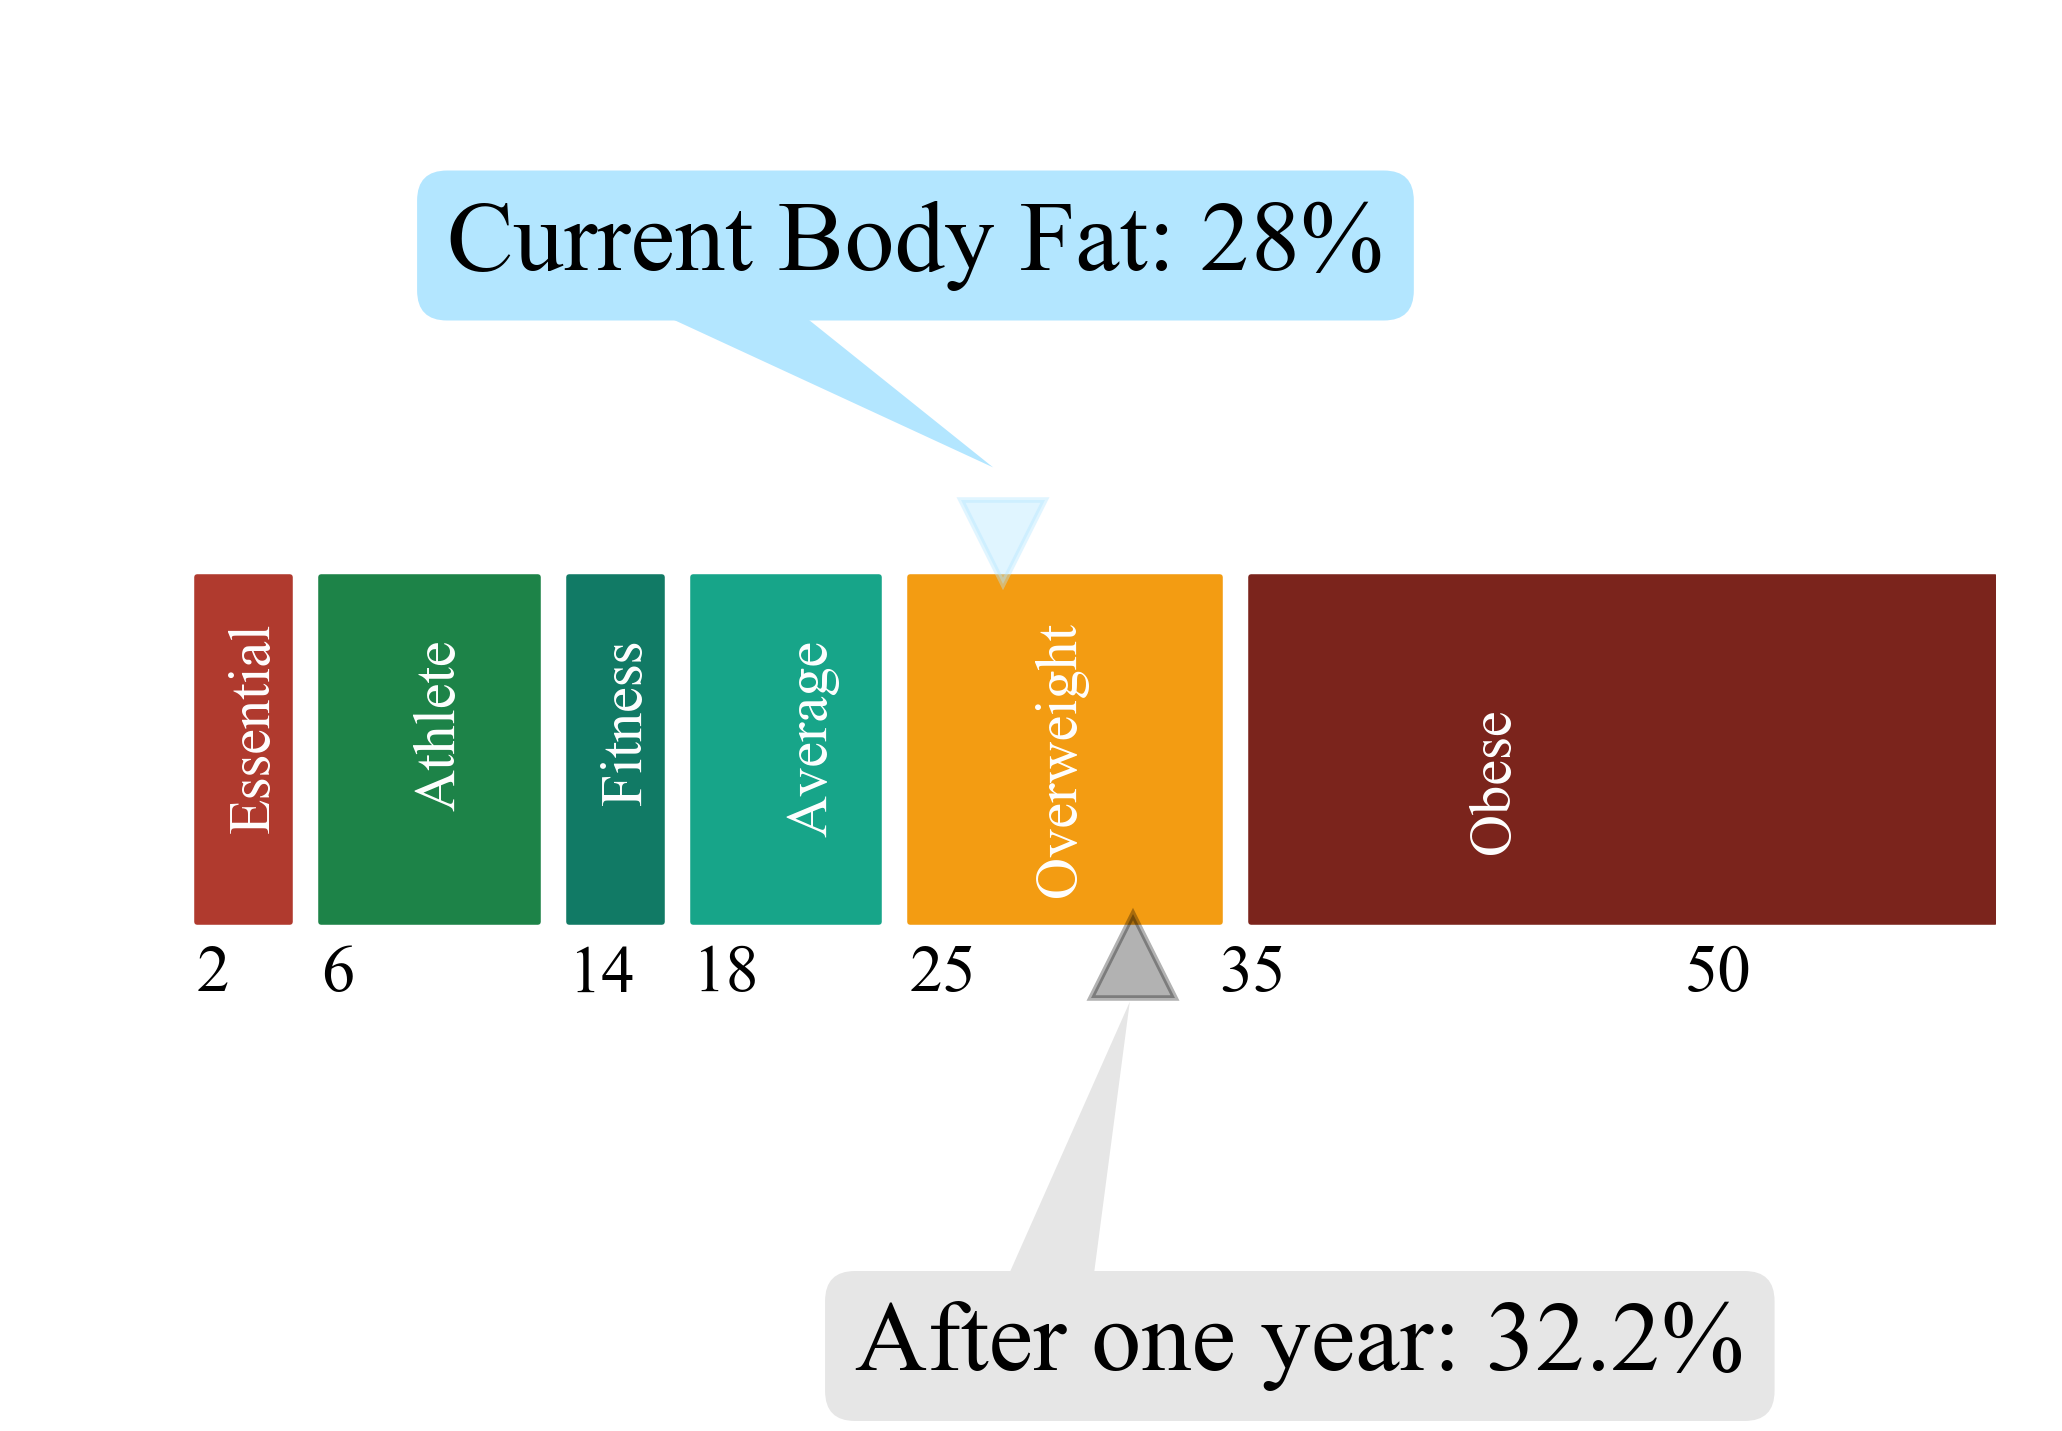 Current Body Fat: 28%
Essential
Athlete
Fitness
Average
Overweight
Obese
2 6 14 18 25 35 50
After one year: 32.2%